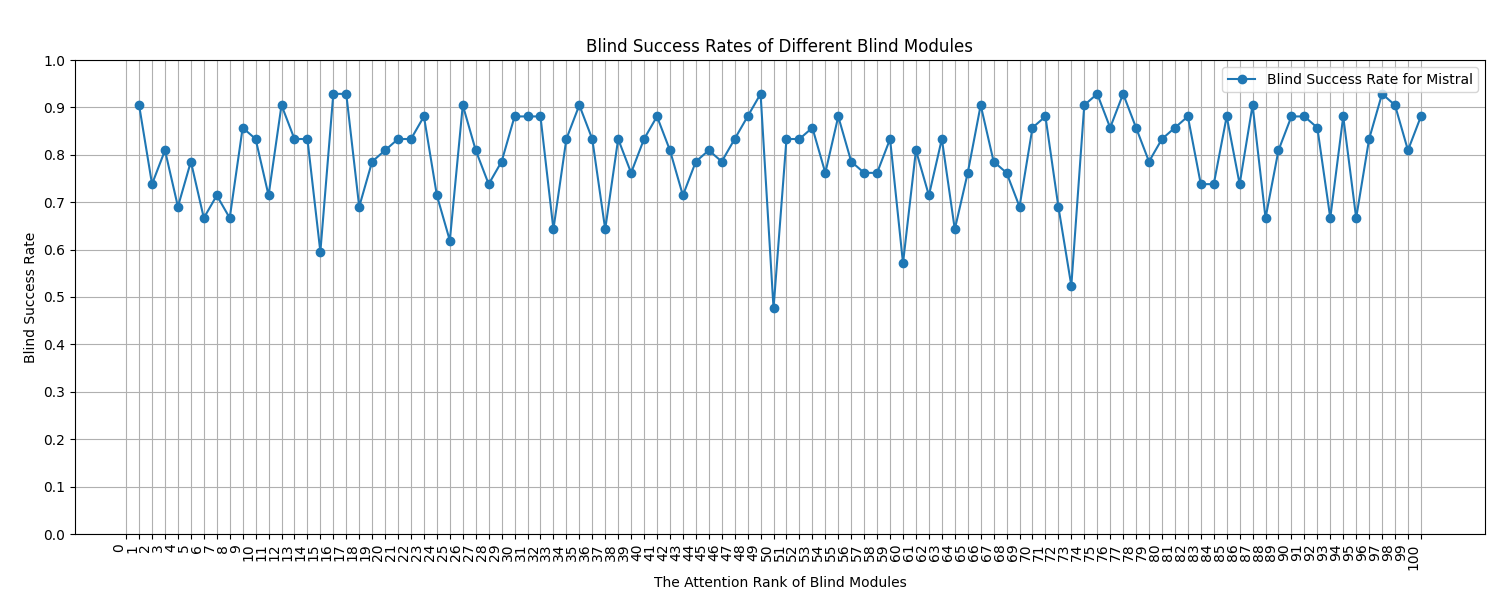 Blind Success Rates of Different Blind Modules
Blind Success Rate for Mistral
1.0
0.9
0.8
0.7
0.6
0.5
0.4
0.3
0.2
0.1
0.0
Blind Success Rate
0 1 2 3 4 5 6 7 8 9 10 11 12 13 14 15 16 17 18 19 20 21 22 23 24 25 26 27 28 29 30 31 32 33 34 35 36 37 38 39 40 41 42 43 44 45 46 47 48 49 50 51 52 53 54 55 56 57 58 59 60 61 62 63 64 65 66 67 68 69 70 71 72 73 74 75 76 77 78 79 80 81 82 83 84 85 86 87 88 89 90 91 92 93 94 95 96 97 98 99 100
The Attention Rank of Blind Modules